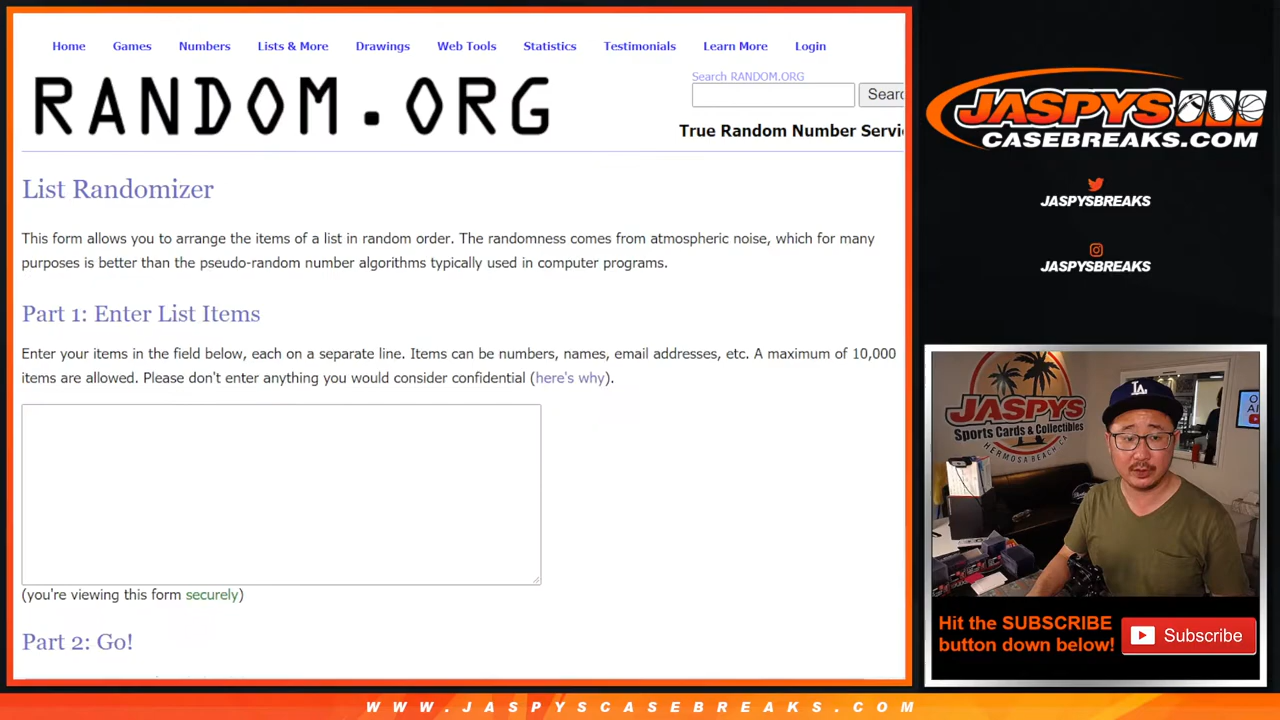 Home Games Numbers Lists & More Drawings Web Tools Statistics Testimonials Learn More Login
RANDOM.ORG
Search RANDOM.ORG
True Random Number
List Randomizer
This form allows you to arrange the items of a list in random order. The randomness comes from atmospheric noise, which for many
purposes is better than the pseudo-random number algorithms typically used in computer programs.
Part 1: Enter List Items
Enter your items in the field below, each on a separate line. Items can be numbers, names, email addresses, etc. A maximum of 10,000
items are allowed. Please don't enter anything you would consider confidential (here's why).
(you're viewing this form securely)
Part 2: Go!
JASPYS
CASEBREAKS.COM
JASPYSBREAKS
JASPYSBREAKS
JASPYS
Sports Cards & Collectibles
HERMOSA BEACH, CA
LA
Hit the SUBSCRIBE
button down below!
Subscribe
WWW.JASPYSCASEBREAKS.COM